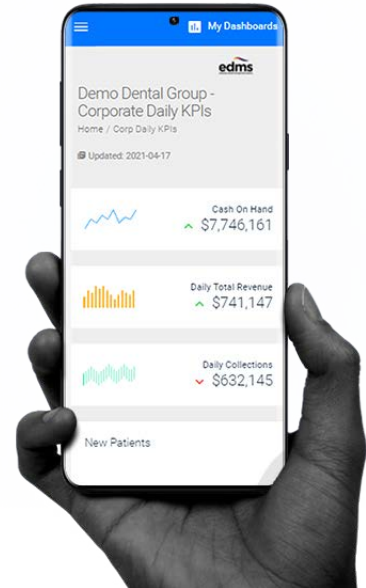 My Dashboards
edms
Demo Dental Group -
Corporate Daily KPIs
Home / Corp Daily KPIs
Updated: 2021-04-17
Cash On Hand
$7,746,161
Daily Total Revenue
$741,147
Daily Collections
$632,145
New Patients